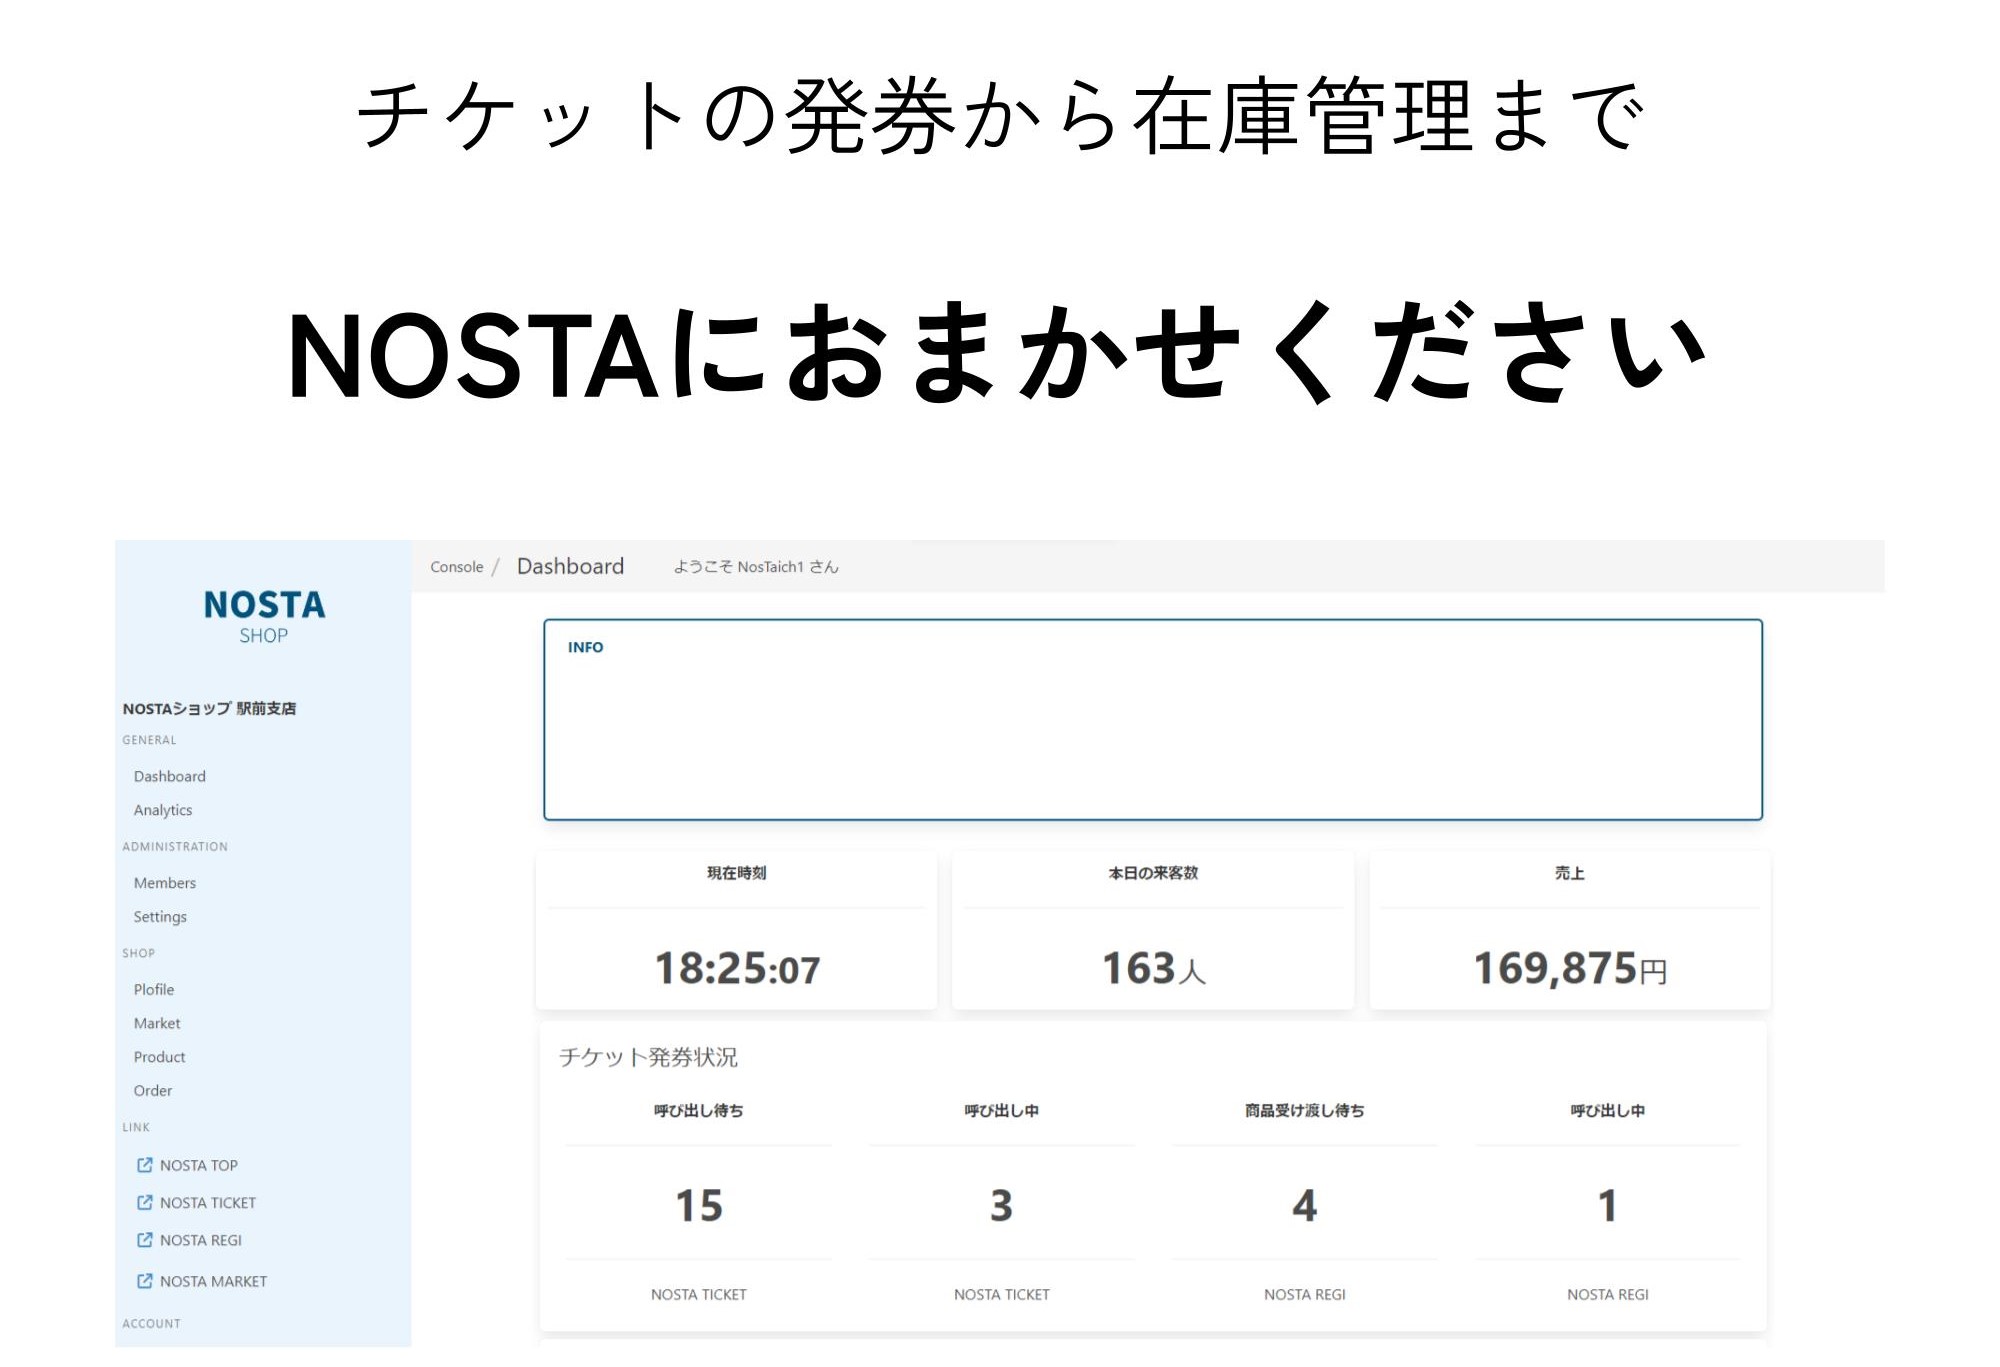 チケットの発券から在庫管理まで
NOSTAにおまかせください
NOSTA
SHOP
NOSTAショップ 駅前支店
GENERAL
Dashboard
Analytics
ADMINISTRATION
Members
Settings
SHOP
Plofile
Market
Product
Order
LINK
NOSTA TOP
NOSTA TICKET
NOSTA REGI
NOSTA MARKET
ACCOUNT
Console / Dashboard ようこそ NosTaich1 さん
INFO
現在時刻
18:25:07
本日の来客数
163人
売上
169,875円
チケット発券状況
呼び出し待ち
15
NOSTA TICKET
呼び出し中
3
NOSTA TICKET
商品受け渡し待ち
4
NOSTA REGI
呼び出し中
1
NOSTA REGI